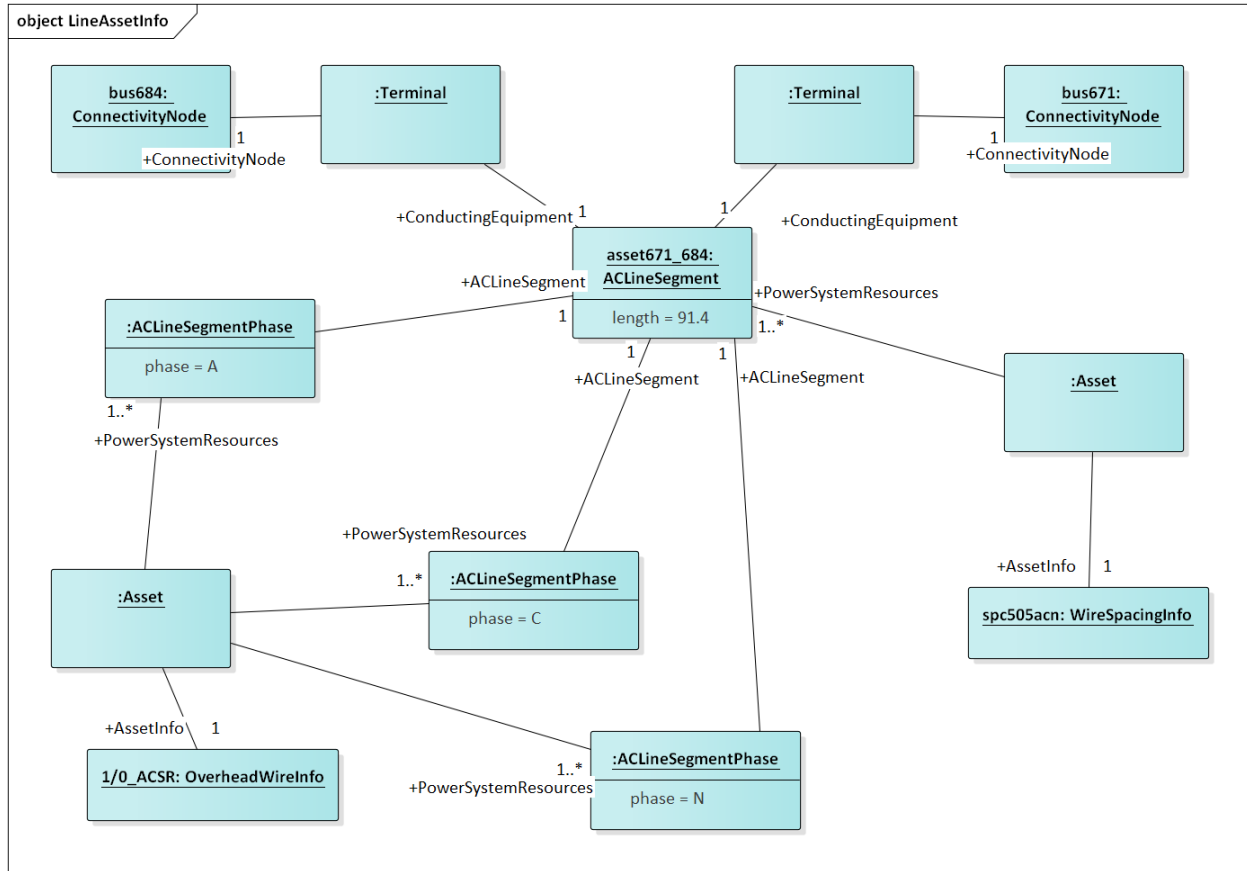 object LineAssetInfo
bus684:
ConnectivityNode
:Terminal
:Terminal
bus671:
ConnectivityNode
1
+ConnectivityNode
1
+ConnectivityNode
+ConductingEquipment
1
1
+ConductingEquipment
asset671_684:
ACLineSegment
length = 91.4
+ACLineSegment
1
+PowerSystemResources
1..*
:ACLineSegmentPhase
phase = A
1
+ACLineSegment
1
+ACLineSegment
:Asset
1..*
+PowerSystemResources
+PowerSystemResources
1..*
:ACLineSegmentPhase
phase = C
+AssetInfo
1
:Asset
spc505acn: WireSpacingInfo
+AssetInfo
1
1/0_ACSR: OverheadWireInfo
1..*
+PowerSystemResources
:ACLineSegmentPhase
phase = N